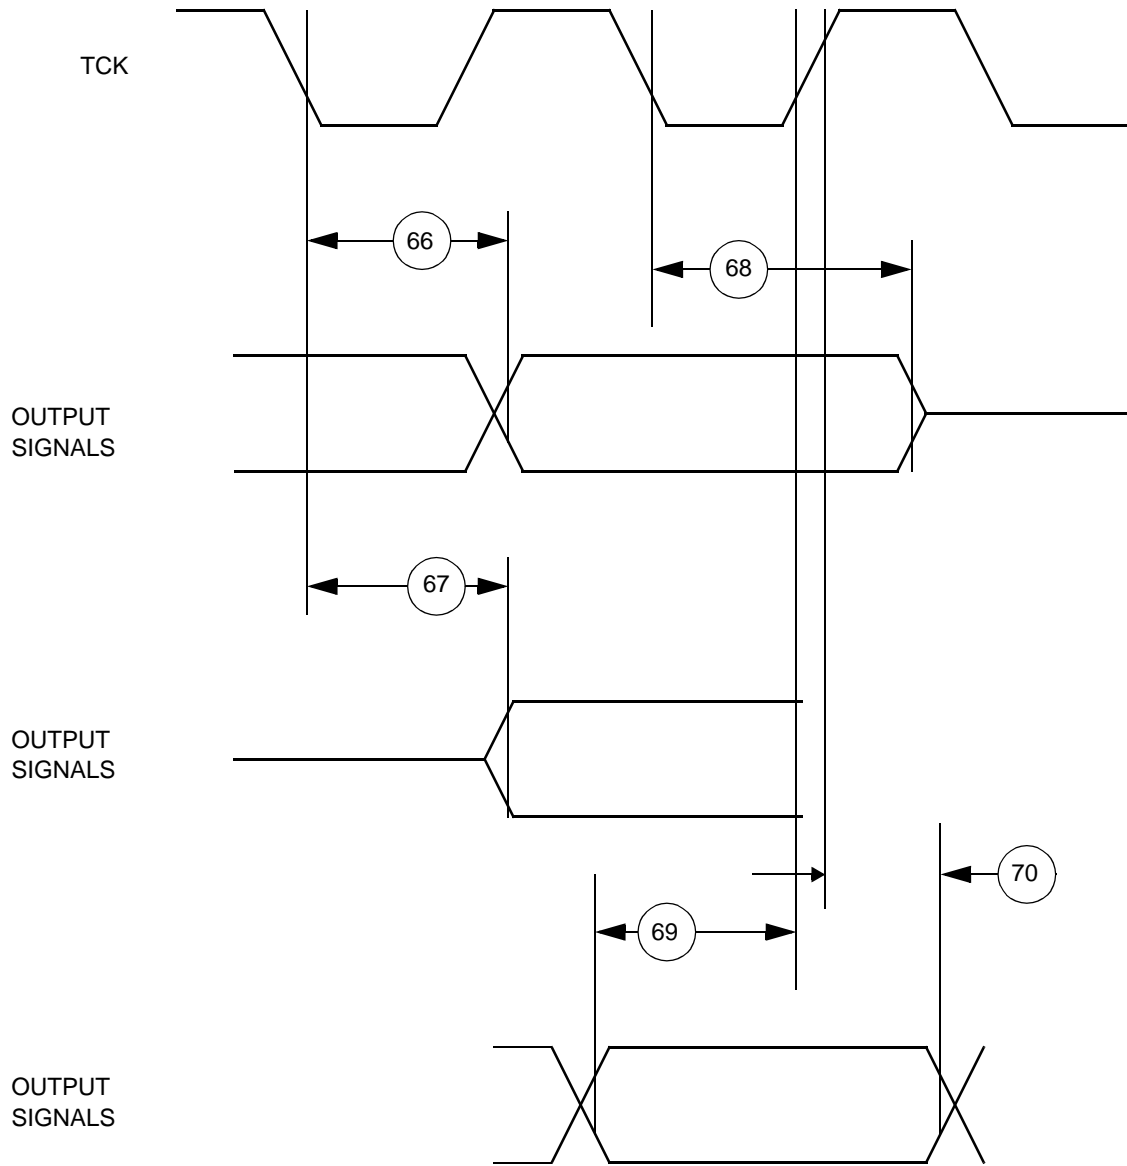 TCK
66
68
OUTPUT
SIGNALS
67
OUTPUT
SIGNALS
70
69
OUTPUT
SIGNALS